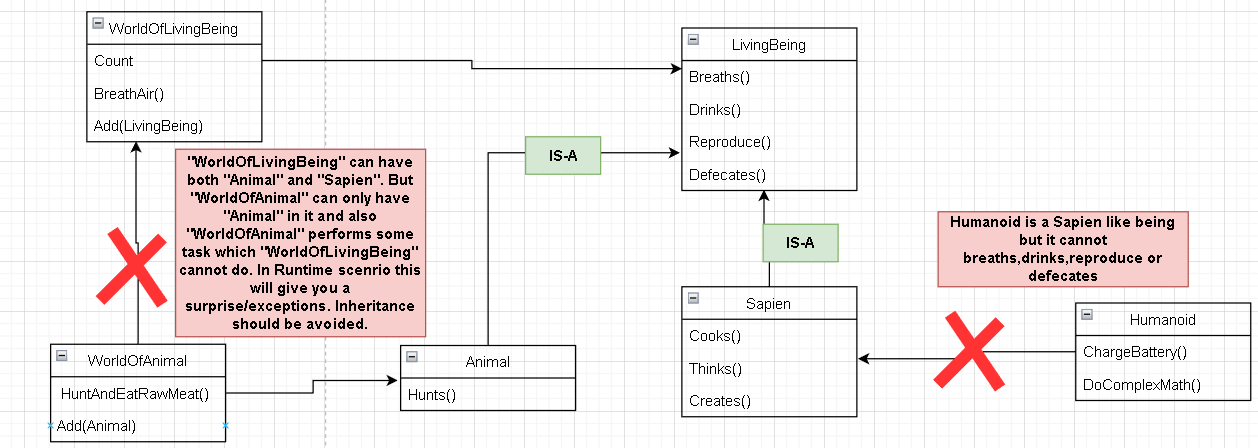 WorldOfLivingBeing
Count
BreathAir()
Add(LivingBeing)
LivingBeing
Breaths()
Drinks()
Reproduce()
Defecates()
IS-A
"WorldOfLivingBeing" can have
both "Animal" and "Sapien". But
"WorldOfAnimal" can only have
"Animal" in it and also
"WorldOfAnimal" performs some
task which "WorldOfLivingBeing"
cannot do. In Runtime scenrio this
will give you a
surprise/exceptions. Inheritance
should be avoided.
IS-A
Humanoid is a Sapien like being
but it cannot
breaths,drinks,reproduce or
defecates
Sapien
Cooks()
Thinks()
Creates()
Humanoid
ChargeBattery()
DoComplexMath()
WorldOfAnimal
HuntAndEatRawMeat()
Add(Animal)
Animal
Hunts()